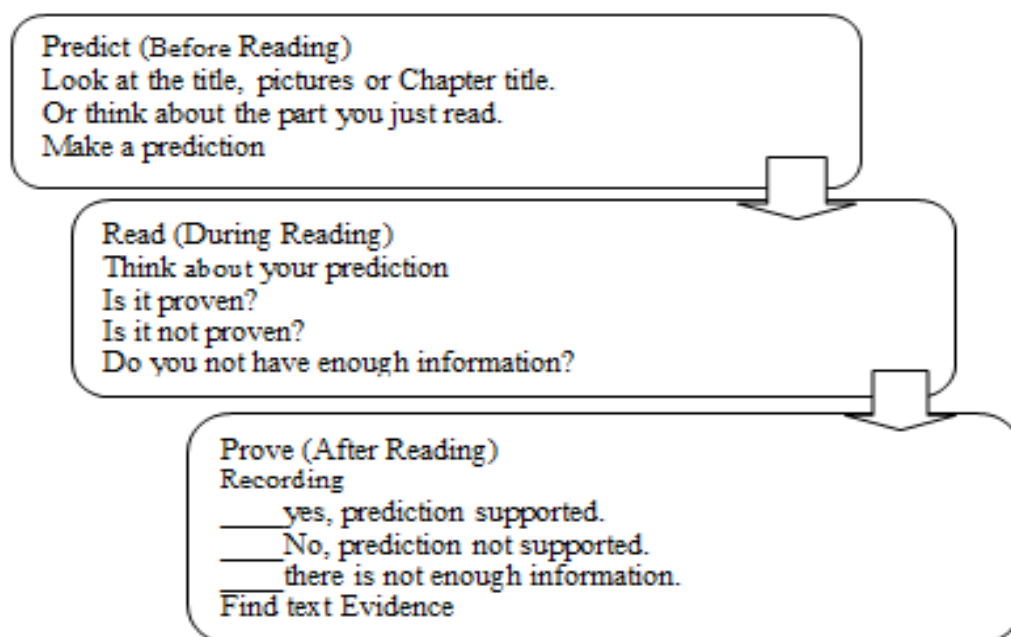 Predict (Before Reading)
Look at the title, pictures or Chapter title.
Or think about the part you just read.
Make a prediction
Read (During Reading)
Think about your prediction
Is it proven?
Is it not proven?
Do you not have enough information?
Prove (After Reading)
Recording
____yes, prediction supported.
____No, prediction not supported.
____there is not enough information.
Find text Evidence